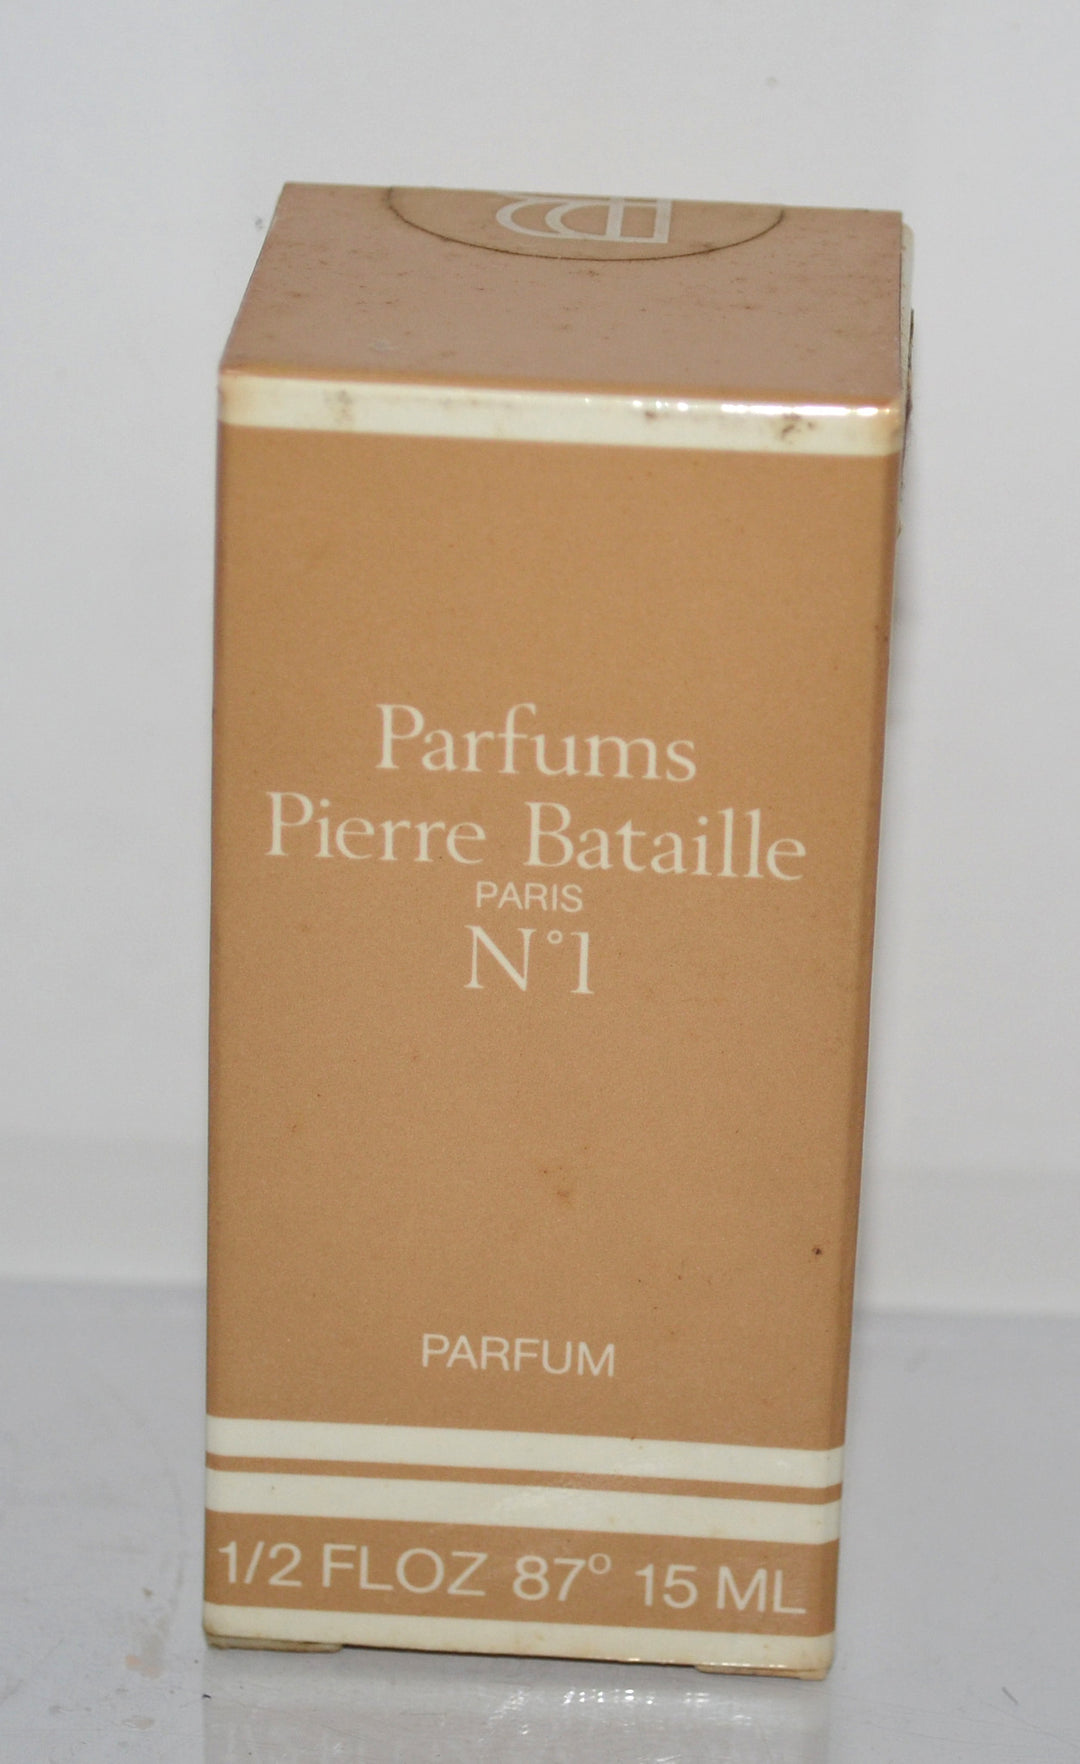 Parfums
Pierre Bataille
PARIS
N°1
PARFUM
1/2 FLOZ 87° 15 ML